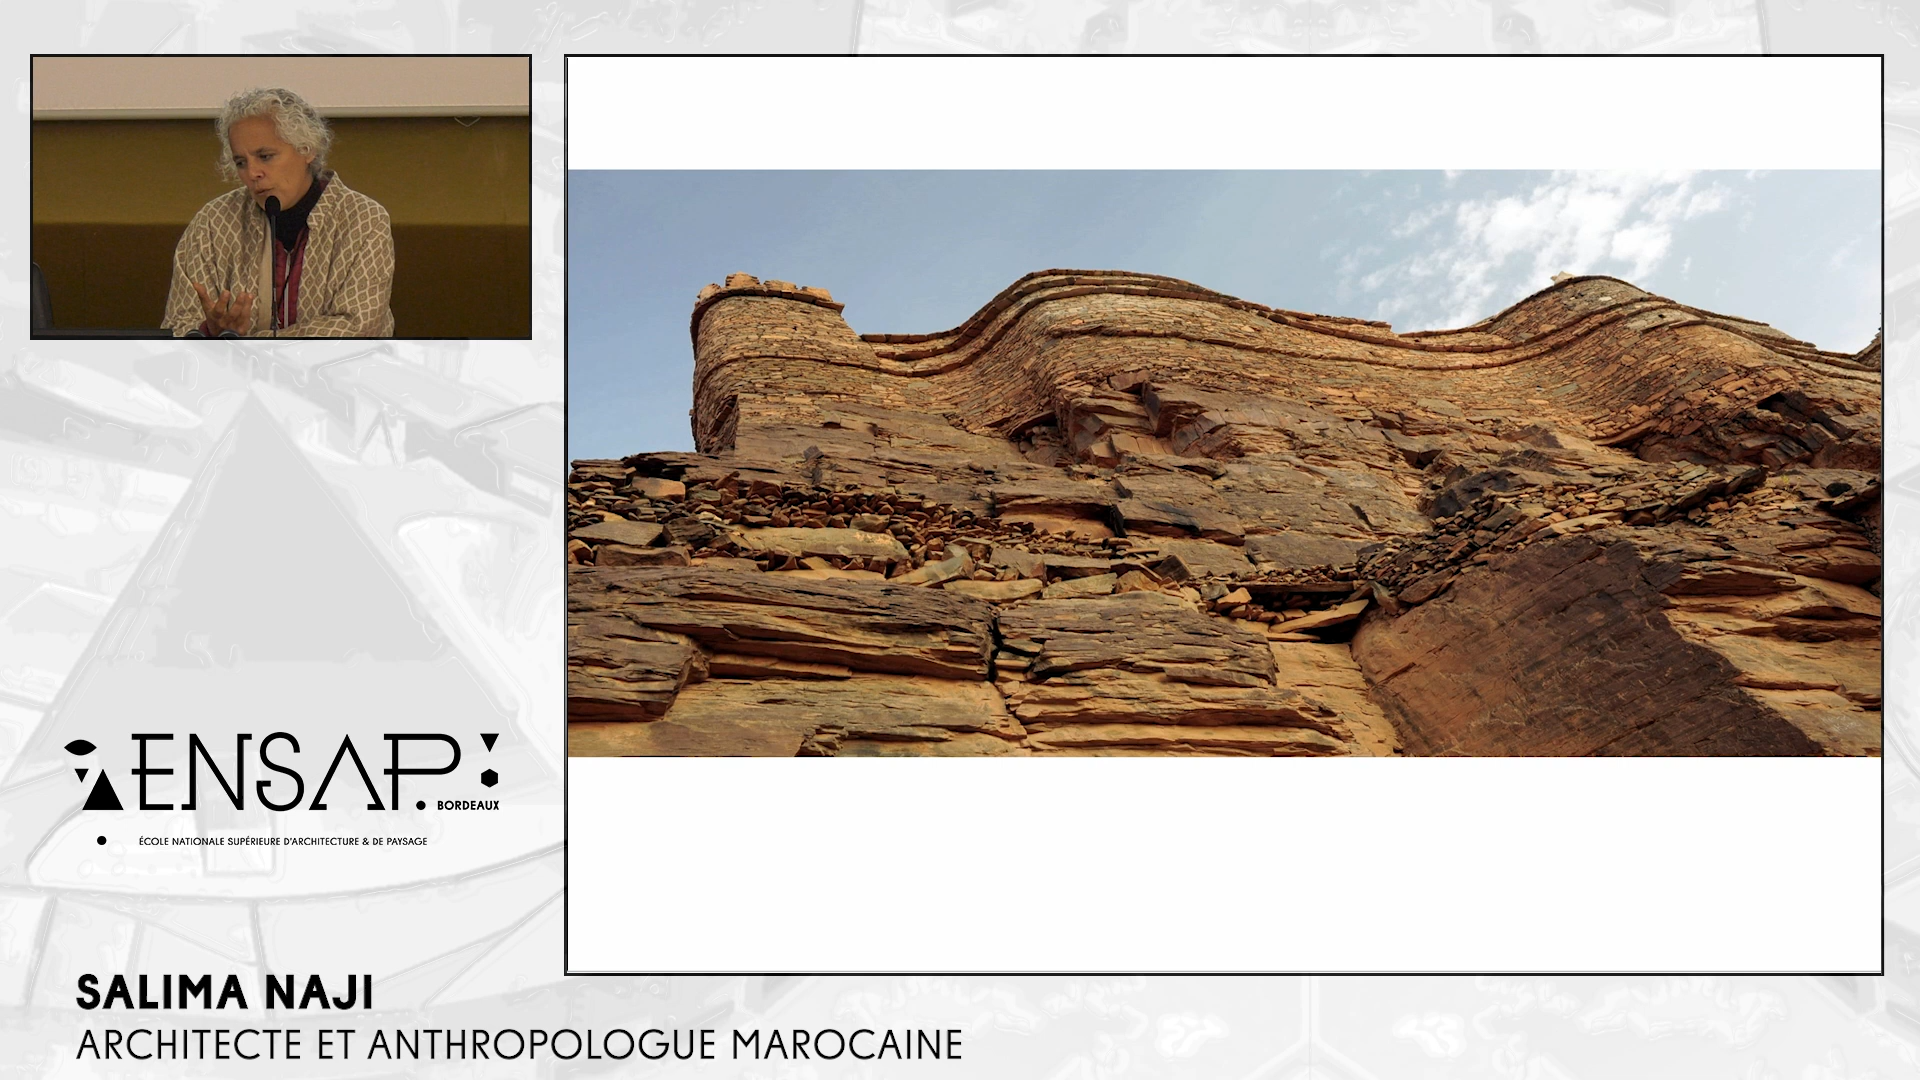 ENSAP.
BORDEAUX
ÉCOLE NATIONALE SUPÉRIEURE D'ARCHITECTURE & DE PAYSAGE
SALIMA NAJI
ARCHITECTE ET ANTHROPOLOGUE MAROCAINE